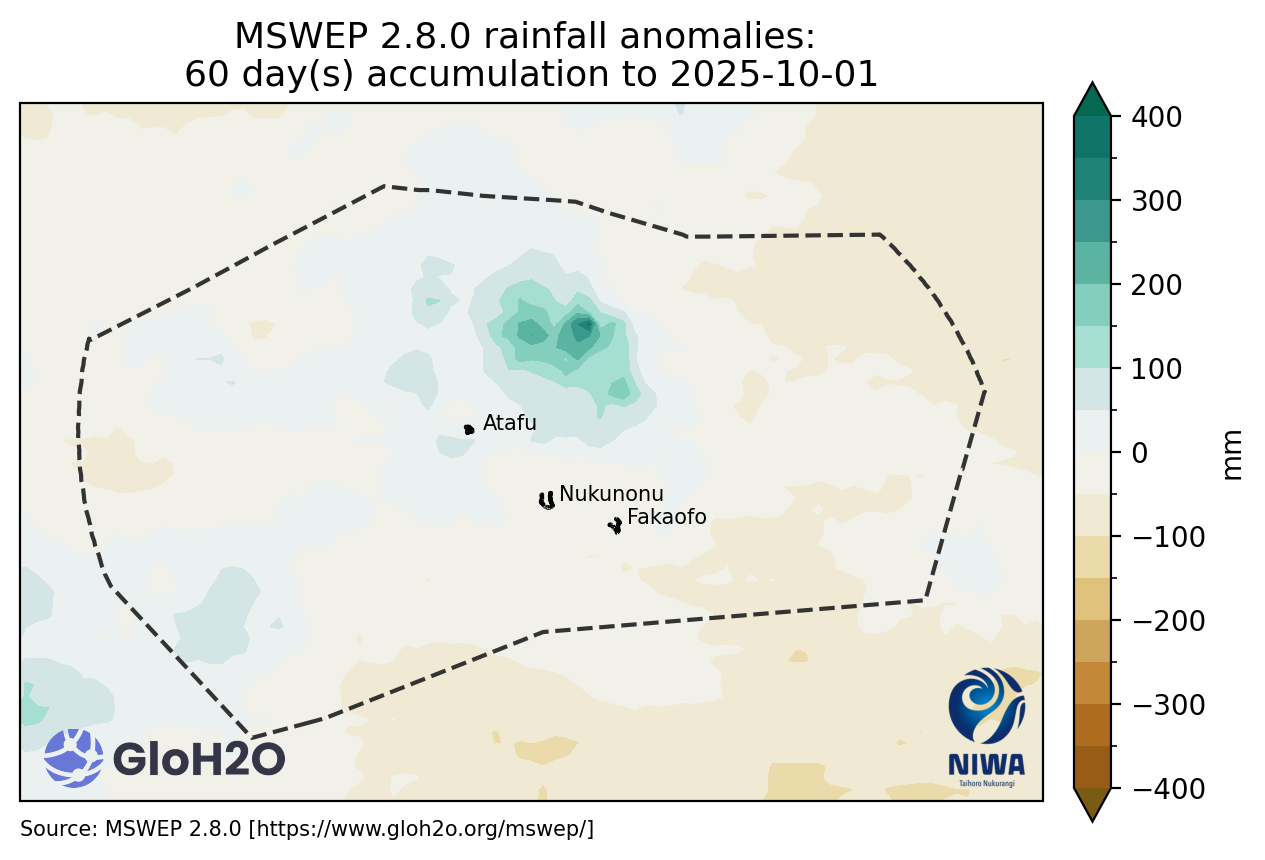 MSWEP 2.8.0 rainfall anomalies:
60 day(s) accumulation to 2025-10-01
400
300
200
100
0
−100
−200
−300
−400
mm
Atafu
Nukunonu
Fakaofo
GloH2O
NIWA
Taihoro Nukurangi
Source: MSWEP 2.8.0 [https://www.gloh2o.org/mswep/]